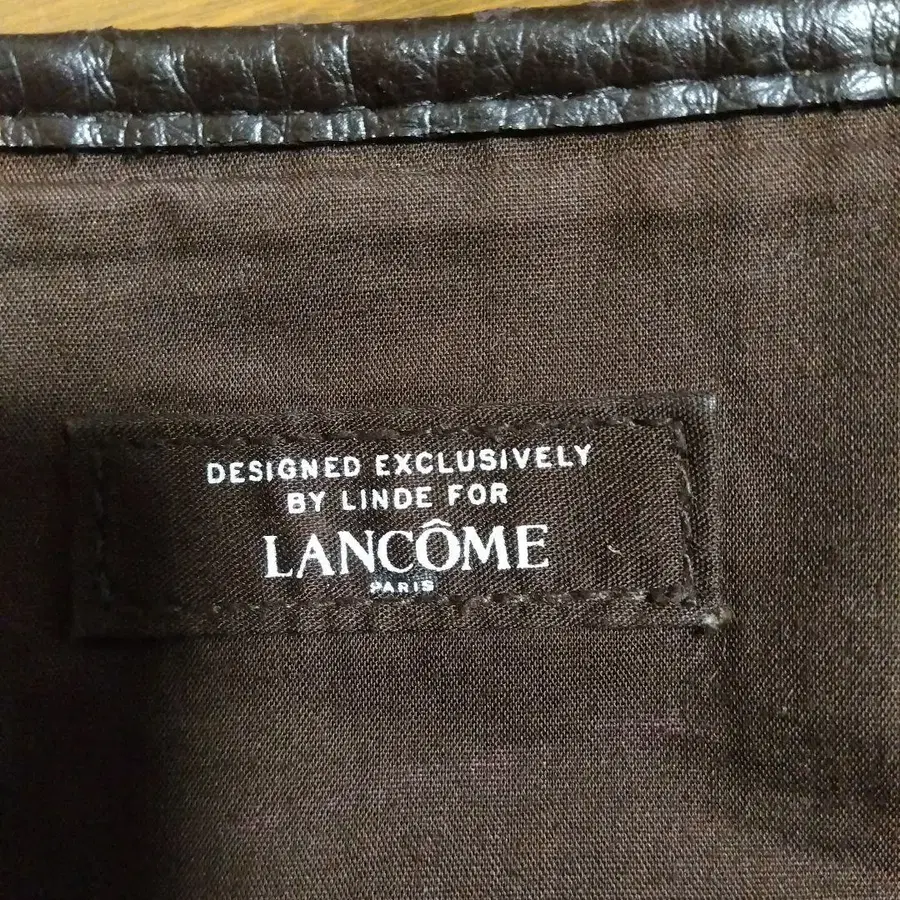 DESIGNED EXCLUSIVELY
BY LINDE FOR
LANCÔME
PARIS